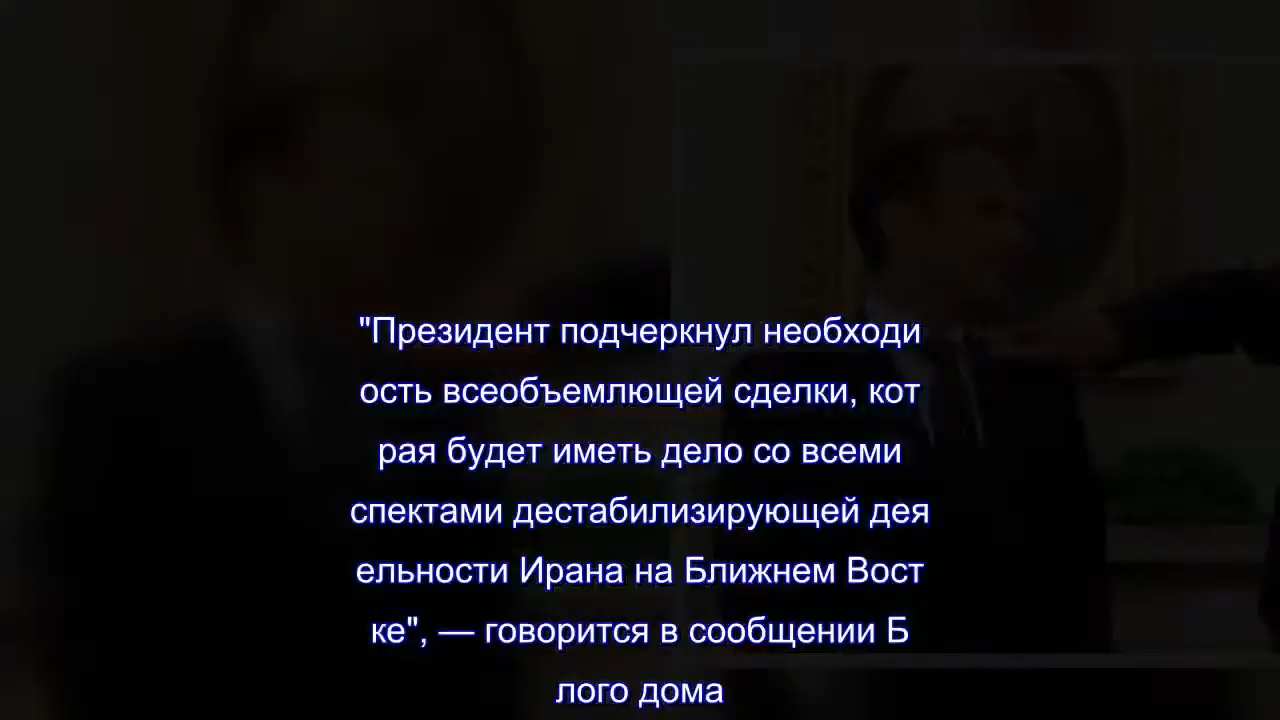 "Президент подчеркнул необходи
ость всеобъемлющей сделки, кот
рая будет иметь дело со всеми
спектами дестабилизирующей дея
ельности Ирана на Ближнем Вост
ке", — говорится в сообщении Б
лого дома